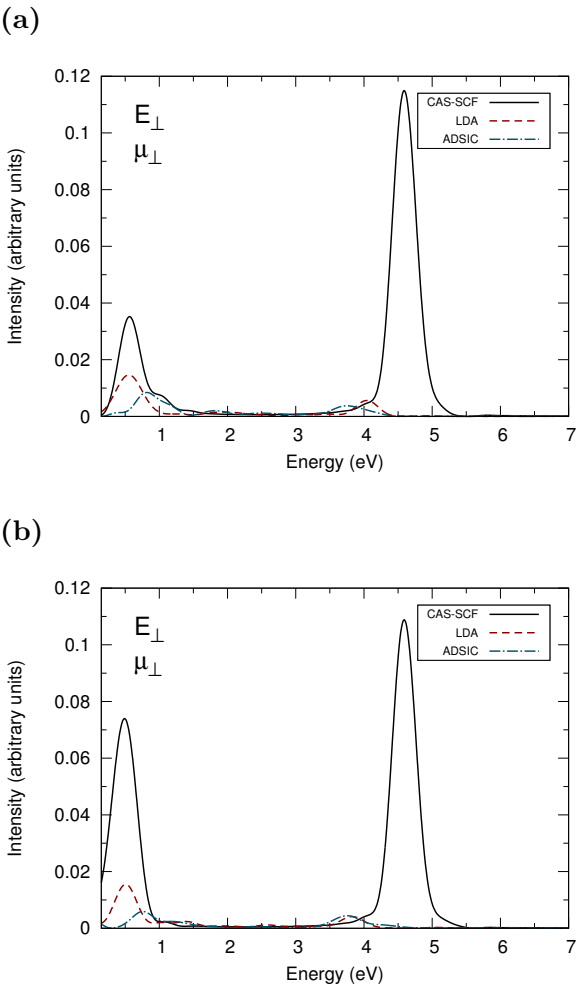 (a)
0.12
0.1
0.08
0.06
0.04
0.02
0
Intensity (arbitrary units)
E⊥
μ⊥
CAS-SCF
LDA
ADSIC
1 2 3 4 5 6 7
Energy (eV)
(b)
0.12
0.1
0.08
0.06
0.04
0.02
0
Intensity (arbitrary units)
E⊥
μ⊥
CAS-SCF
LDA
ADSIC
1 2 3 4 5 6 7
Energy (eV)